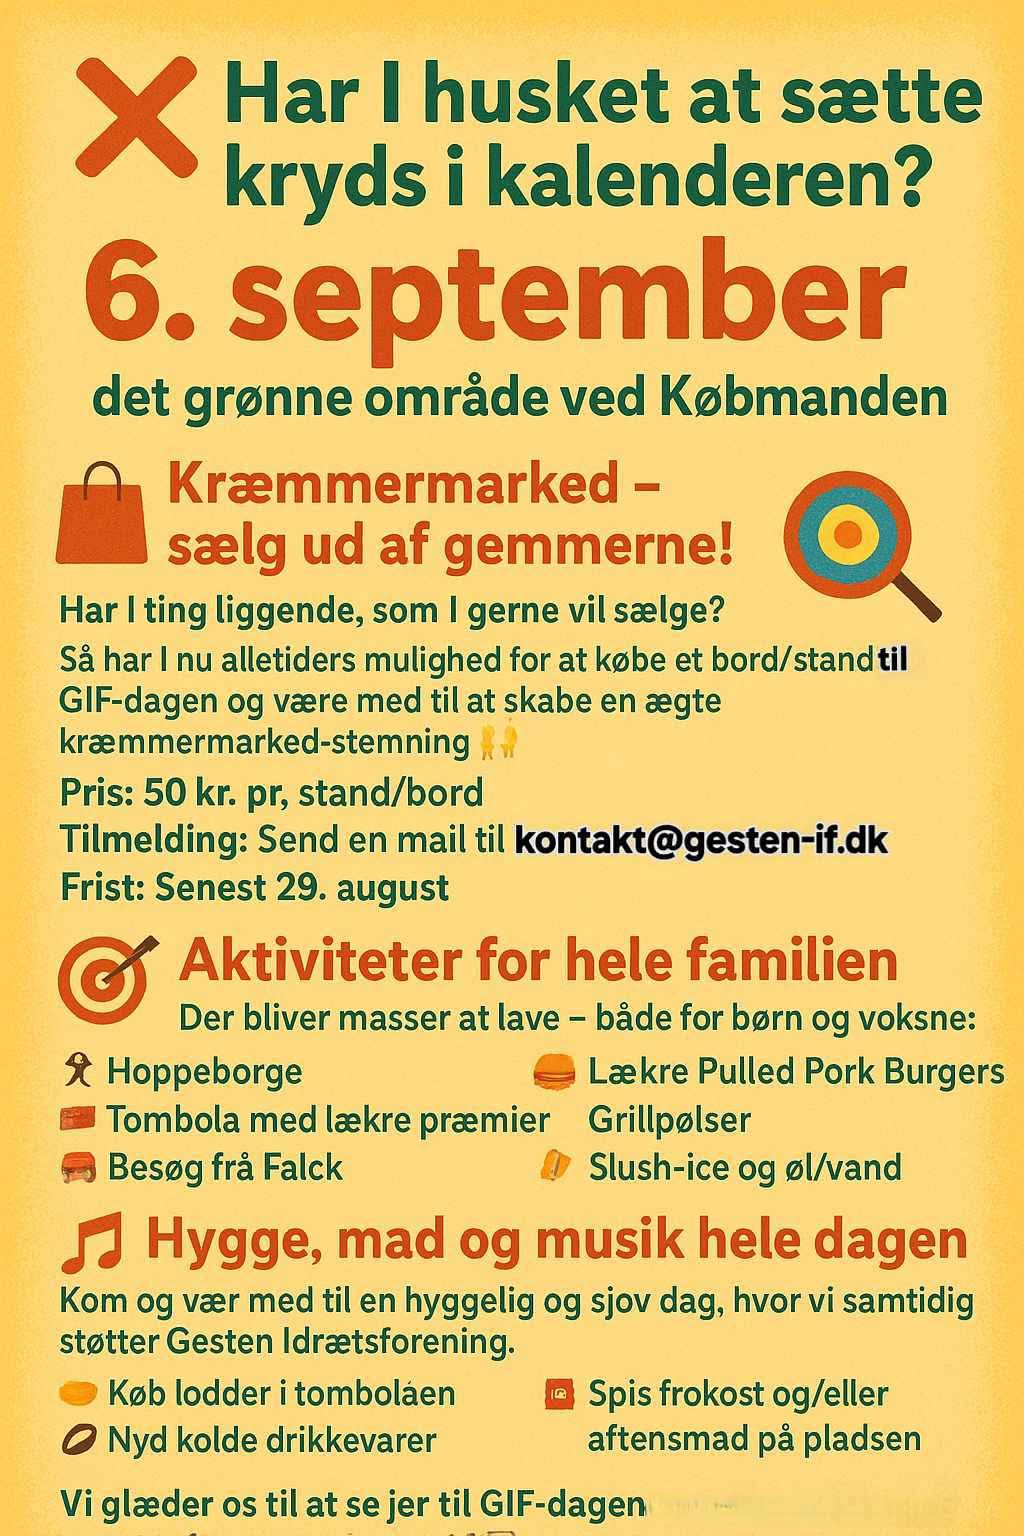 Har I husket at sætte
kryds i kalenderen?
6. september
det grønne område ved Købmanden
Kræmmermarked –
sælg ud af gemmerne!
Har I ting liggende, som I gerne vil sælge?
Så har I nu alletiders mulighed for at købe et bord/stand til
GIF-dagen og være med til at skabe en ægte
kræmmermarked-stemning
Pris: 50 kr. pr, stand/bord
Tilmelding: Send en mail til kontakt@gesten-if.dk
Frist: Senest 29. august
Aktiviteter for hele familien
Der bliver masser at lave – både for børn og voksne:
Hoppeborge
Tombola med lækre præmier
Besøg frå Falck
Lækre Pulled Pork Burgers
Grillpølser
Slush-ice og øl/vand
Hygge, mad og musik hele dagen
Kom og vær med til en hyggelig og sjov dag, hvor vi samtidig
støtter Gesten Idrætsforening.
Køb lodder i tomboláen
Nyd kolde drikkevarer
Spis frokost og/eller
aftensmad på pladsen
Vi glæder os til at se jer til GIF-dagen